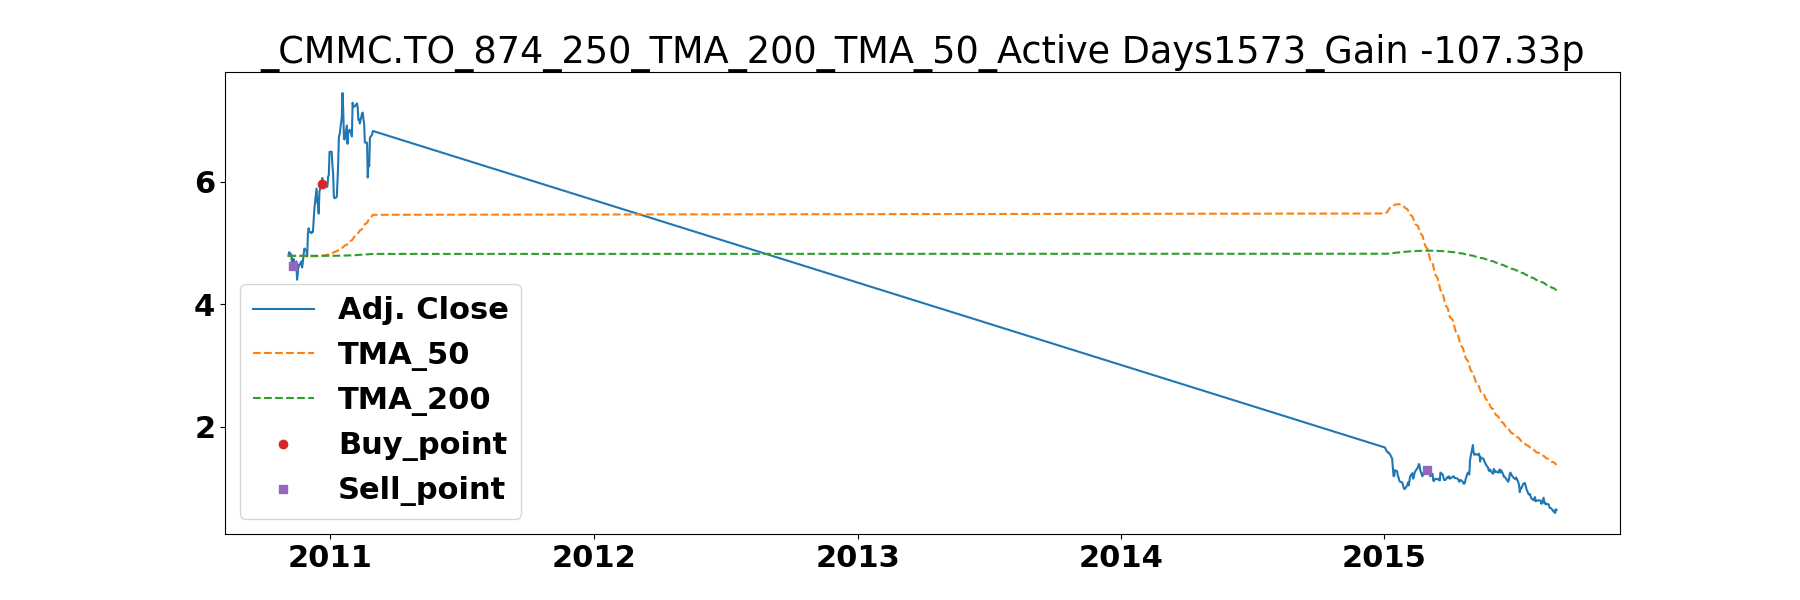 _CMMC.TO_874_250_TMA_200_TMA_50_Active Days1573_Gain -107.33p
6
4
2
Adj. Close
TMA_50
TMA_200
Buy_point
Sell_point
2011 2012 2013 2014 2015